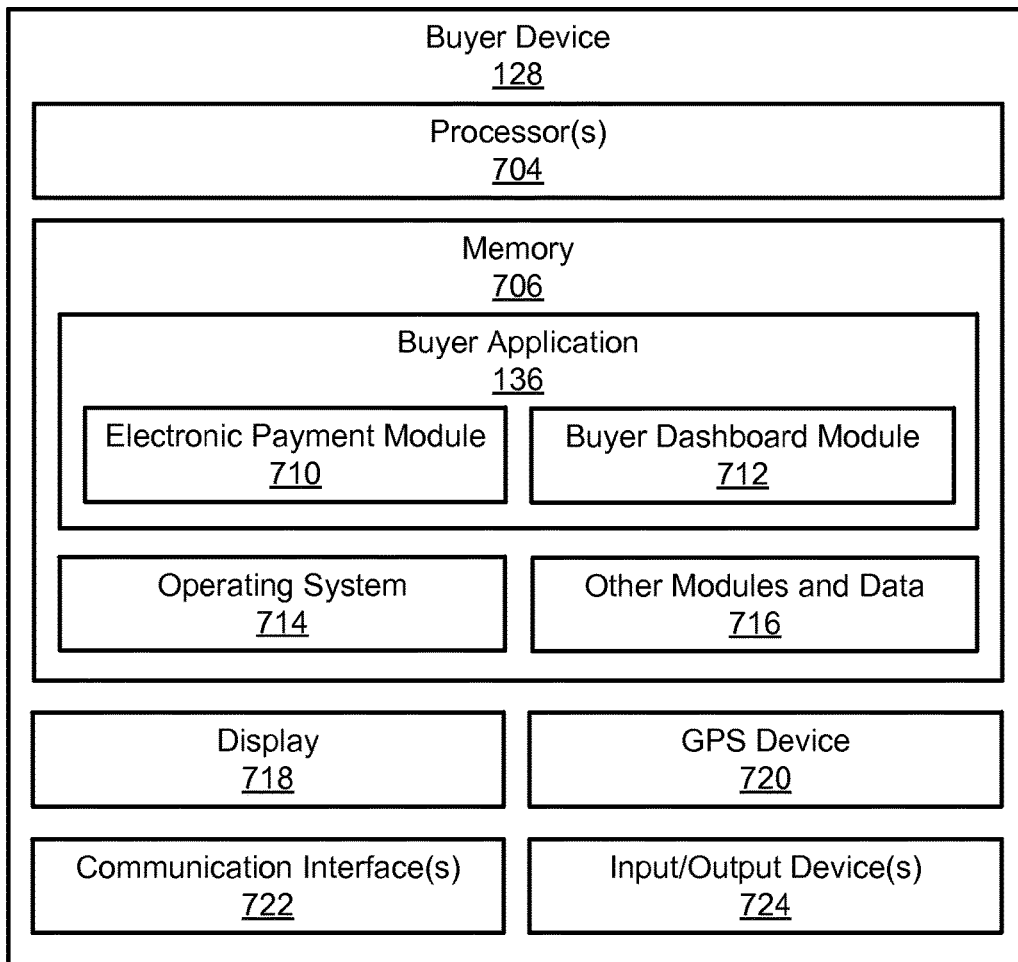 Buyer Device
128
Processor(s)
704
Memory
706
Buyer Application
136
Electronic Payment Module
710
Buyer Dashboard Module
712
Operating System
714
Other Modules and Data
716
Display
718
GPS Device
720
Communication Interface(s)
722
Input/Output Device(s)
724